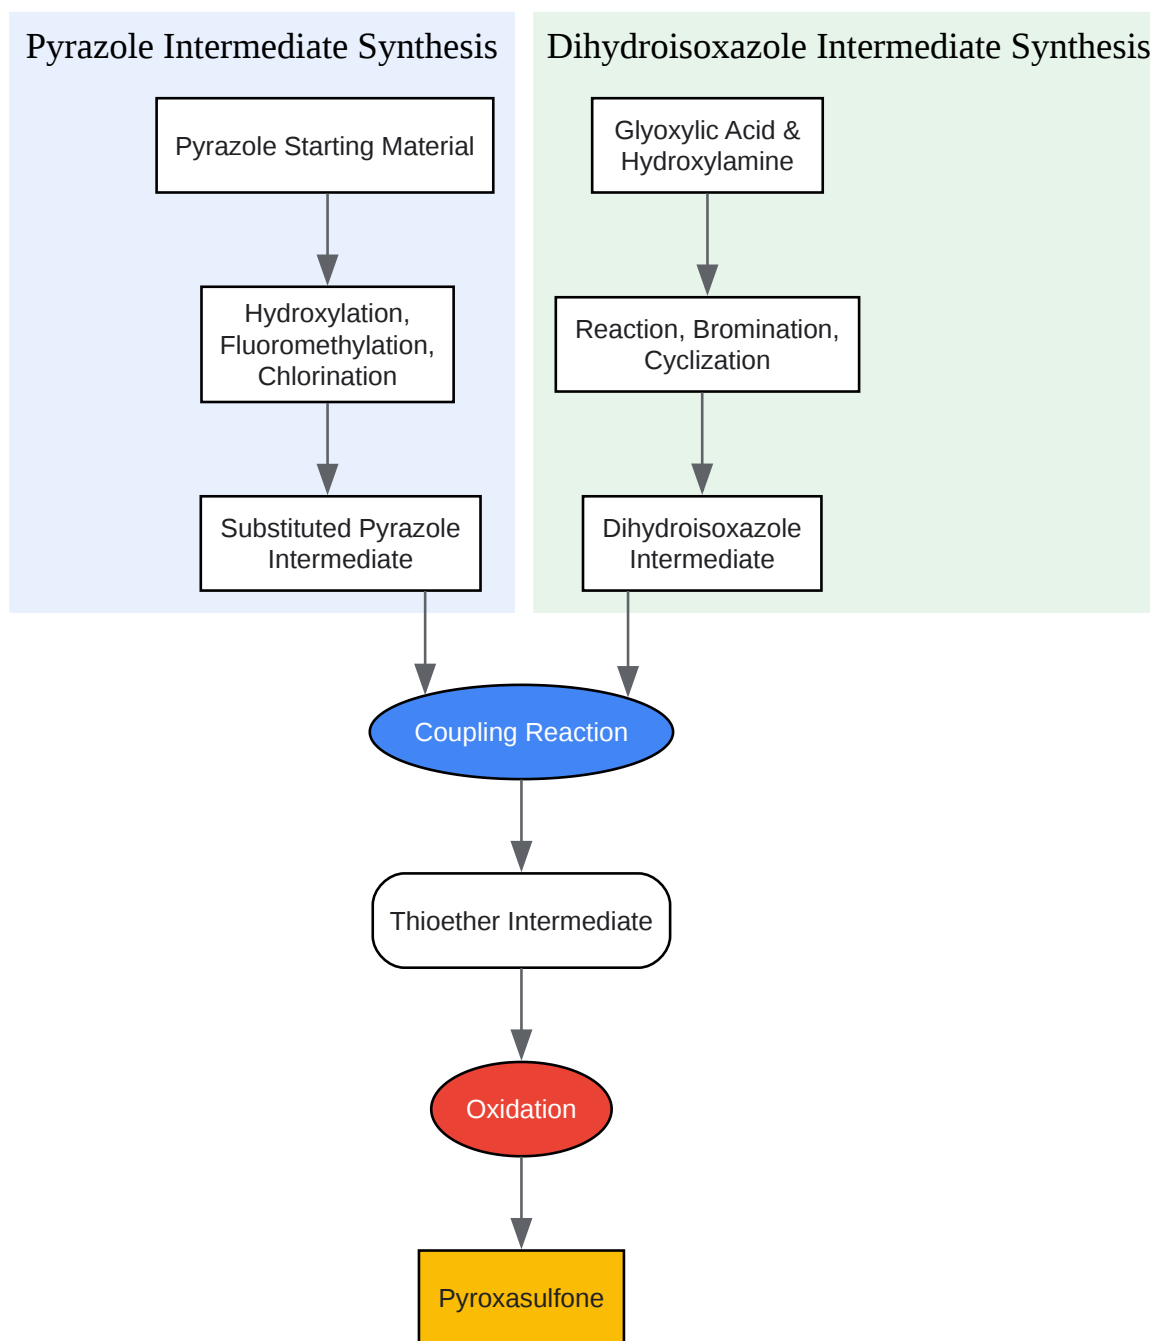 Pyrazole Intermediate Synthesis
Pyrazole Starting Material
Hydroxylation,
Fluoromethylation,
Chlorination
Substituted Pyrazole
Intermediate
Dihydroisoxazole Intermediate Synthesis
Glyoxylic Acid &
Hydroxylamine
Reaction, Bromination,
Cyclization
Dihydroisoxazole
Intermediate
Coupling Reaction
Thioether Intermediate
Oxidation
Pyroxasulfone